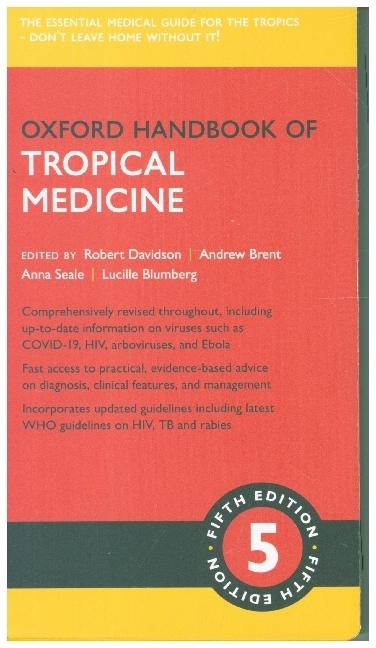 THE ESSENTIAL MEDICAL GUIDE FOR THE TROPICS
- DON'T LEAVE HOME WITHOUT IT!
OXFORD HANDBOOK OF
TROPICAL
MEDICINE
EDITED BY Robert Davidson | Andrew Brent
Anna Seale | Lucille Blumberg
Comprehensively revised throughout, including
up-to-date information on viruses such as
COVID-19, HIV, arboviruses, and Ebola
Fast access to practical, evidence-based advice
on diagnosis, clinical features, and management
Incorporates updated guidelines including latest
WHO guidelines on HIV, TB and rabies
FIFTH EDITION
5
FIFTH EDITION